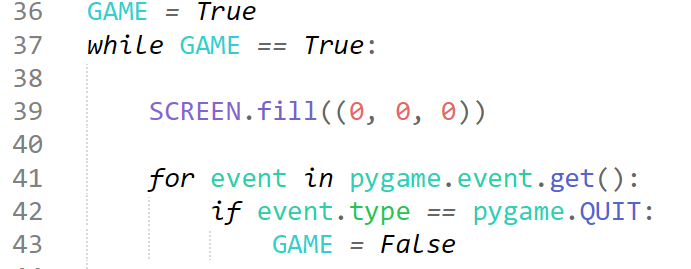 36 GAME = True
37 while GAME == True:
38
39 SCREEN.fill((0, 0, 0))
40
41 for event in pygame.event.get():
42 if event.type == pygame.QUIT:
43 GAME = False